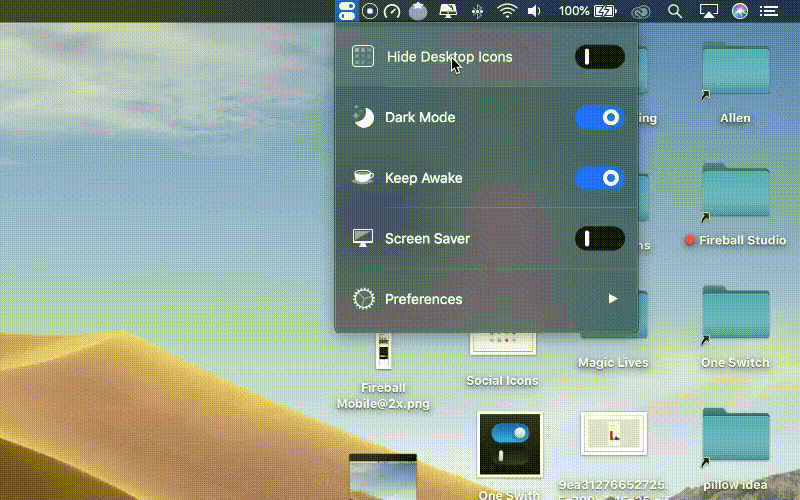 100%
Hide Desktop Icons
Dark Mode
Keep Awake
Screen Saver
Preferences
ing
Allen
ns
Fireball Studio
Magic Lives
One Switch
Fireball
Mobile@2x.png
Social Icons
One Swith
9ea31276652725.
pillow idea